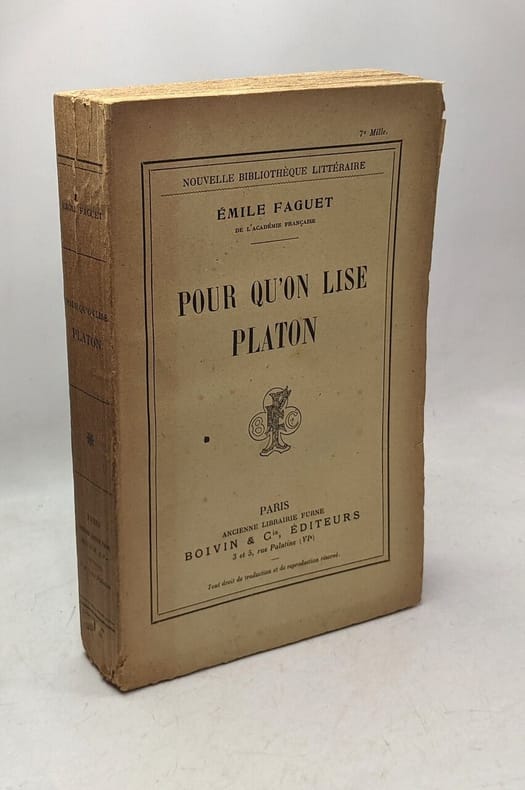 7e Mille.
NOUVELLE BIBLIOTHÈQUE LITTÉRAIRE
ÉMILE FAGUET
DE L'ACADÉMIE FRANÇAISE
POUR QU'ON LISE
PLATON
PARIS
ANCIENNE LIBRAIRIE FURNE
BOIVIN & Cie, ÉDITEURS
3 et 5, rue Palatine (VIe)
Tout droit de traduction et de reproduction réservé.
ÉMILE FAGUET
POUR QU'ON LISE
PLATON
PARIS